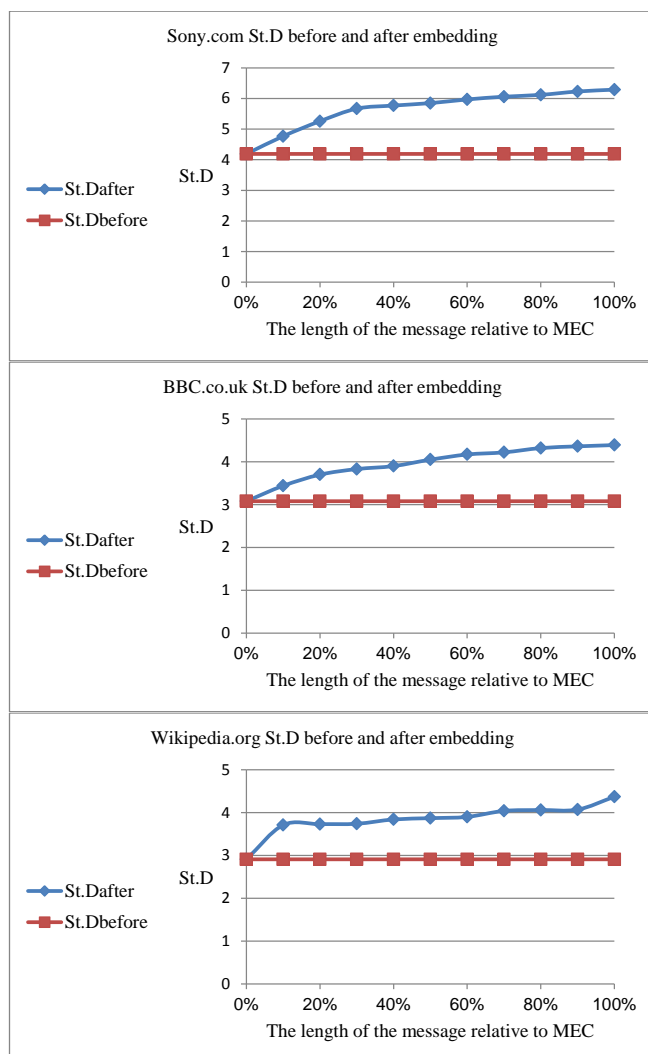 Sony.com St.D before and after embedding
7
6
5
4
3
2
1
0
St.D
St.Dafter
St.Dbefore
0% 20% 40% 60% 80% 100%
The length of the message relative to MEC
BBC.co.uk St.D before and after embedding
5
4
3
2
1
0
St.D
St.Dafter
St.Dbefore
0% 20% 40% 60% 80% 100%
The length of the message relative to MEC
Wikipedia.org St.D before and after embedding
5
4
3
2
1
0
St.D
St.Dafter
St.Dbefore
0% 20% 40% 60% 80% 100%
The length of the message relative to MEC